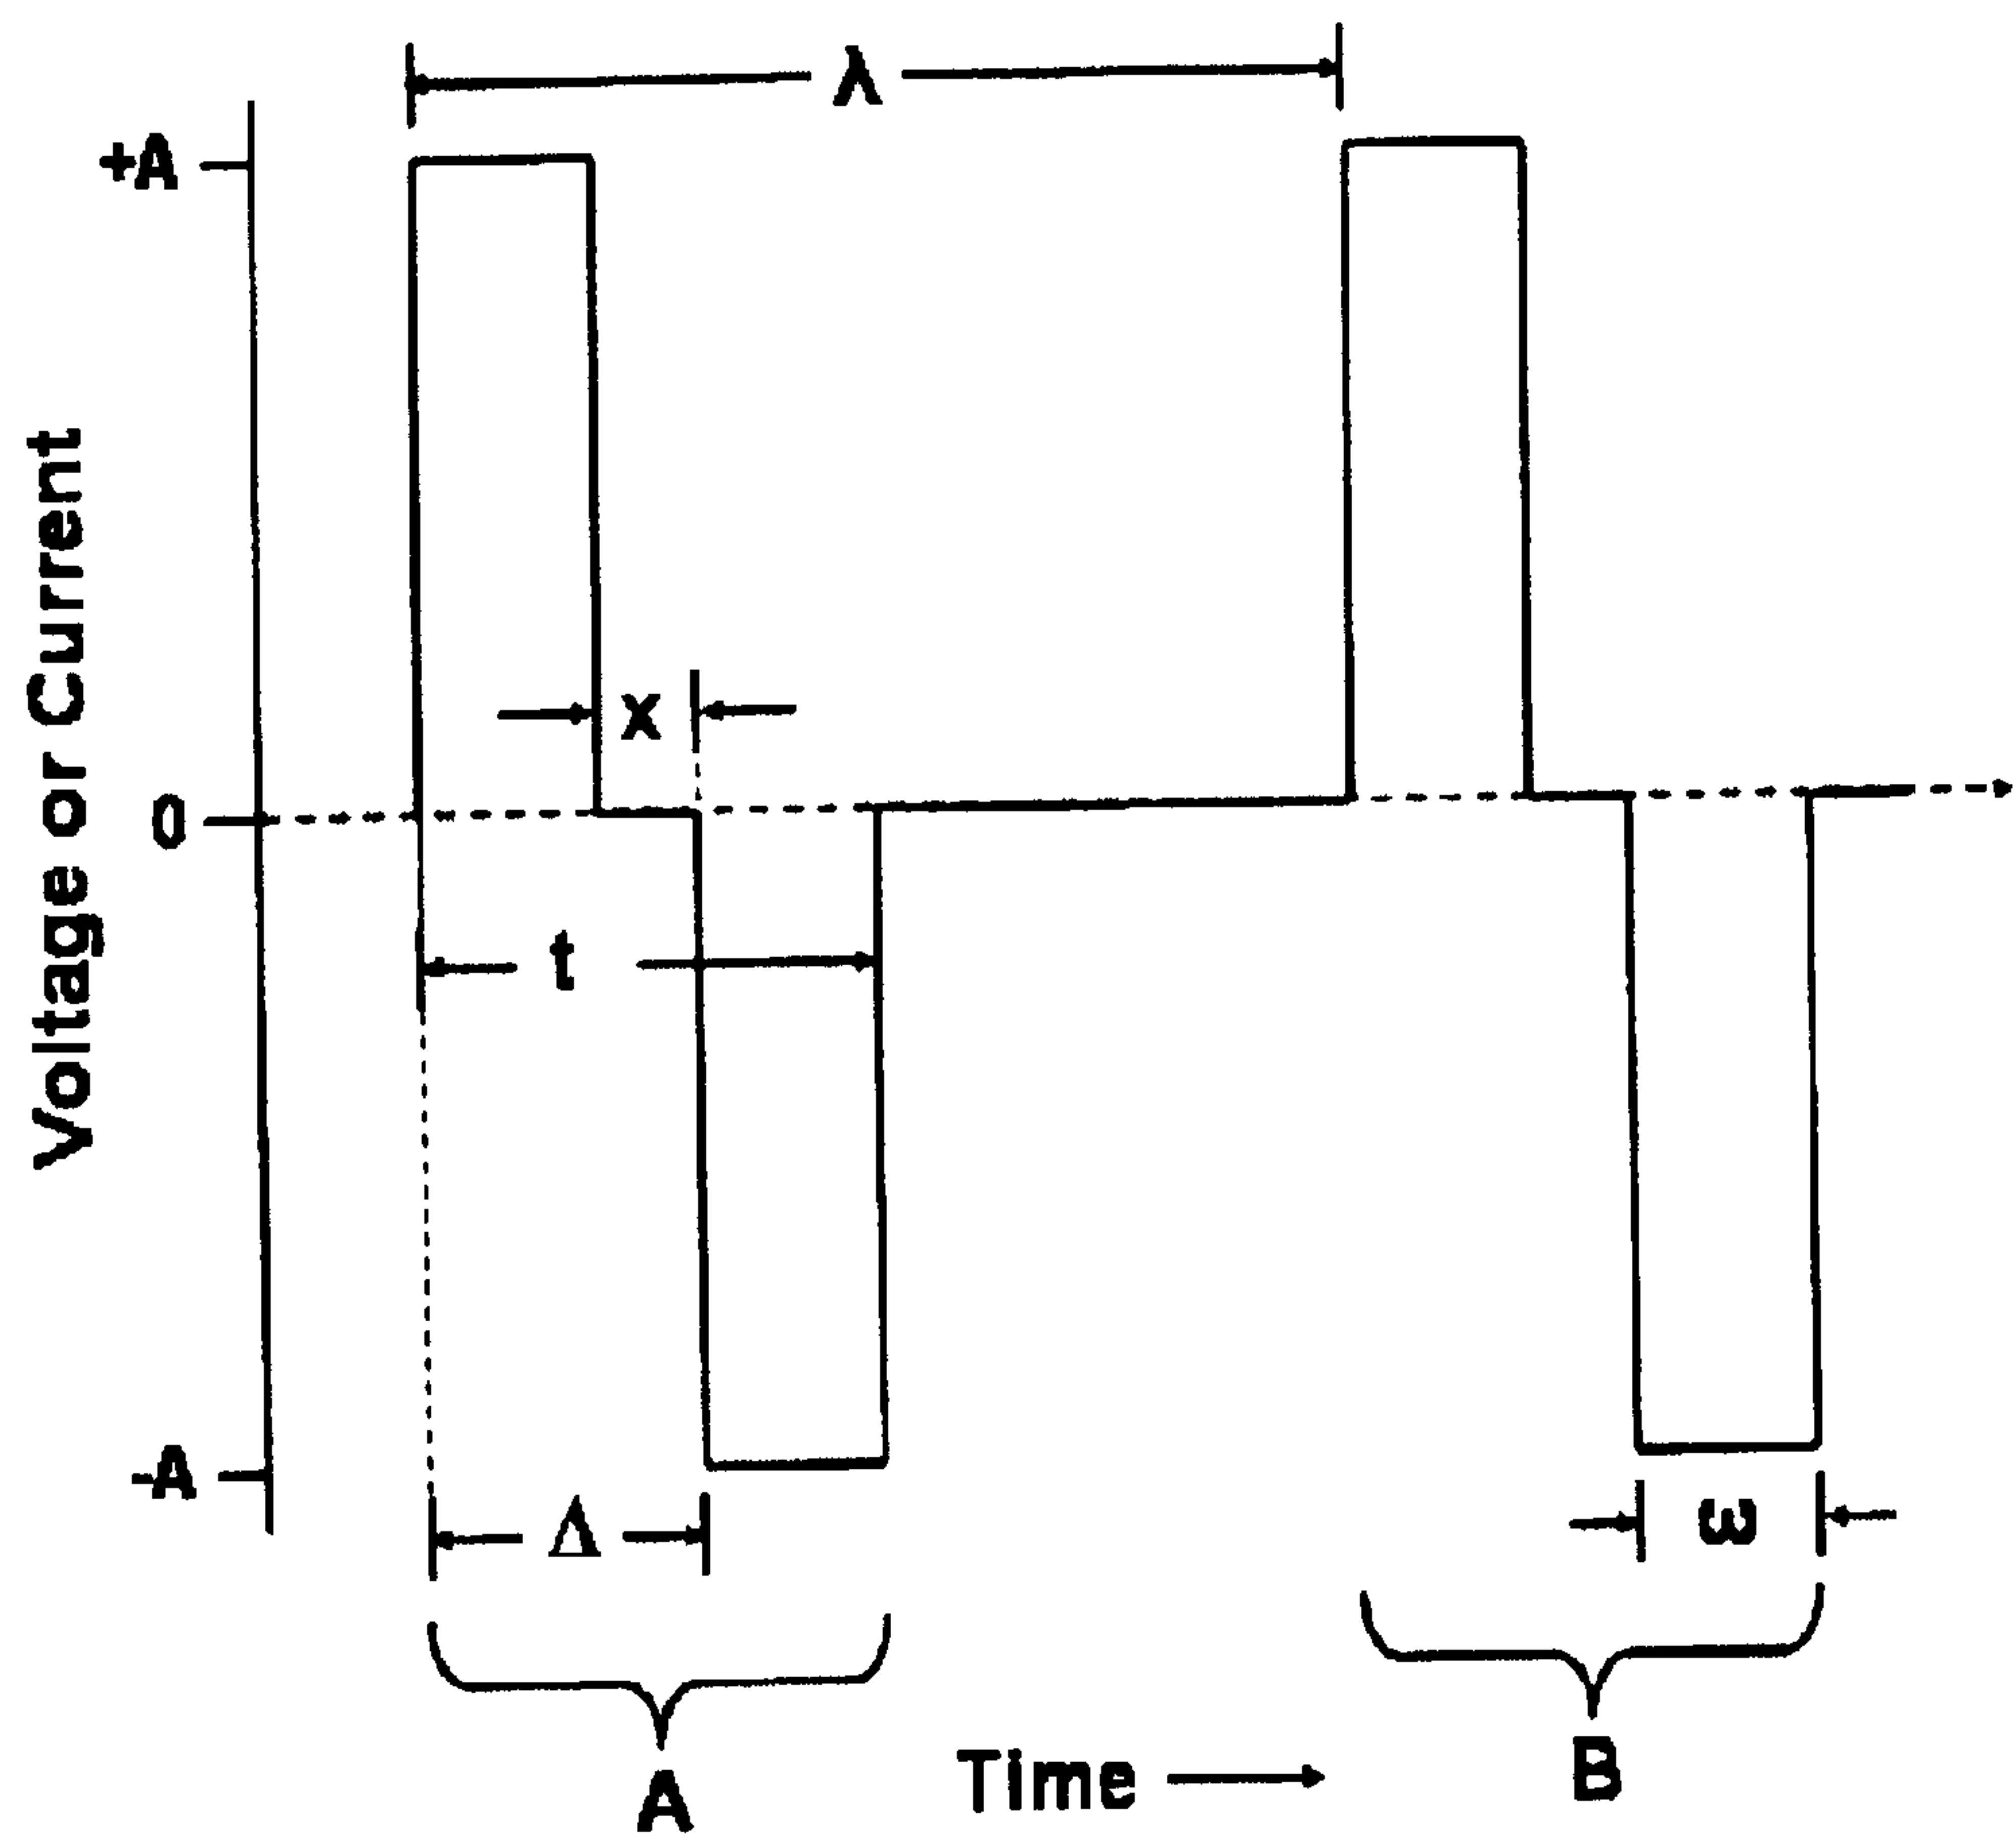 λ
+A
x
Voltage or Current
0
t
-A
Δ
ω
A
Time
B